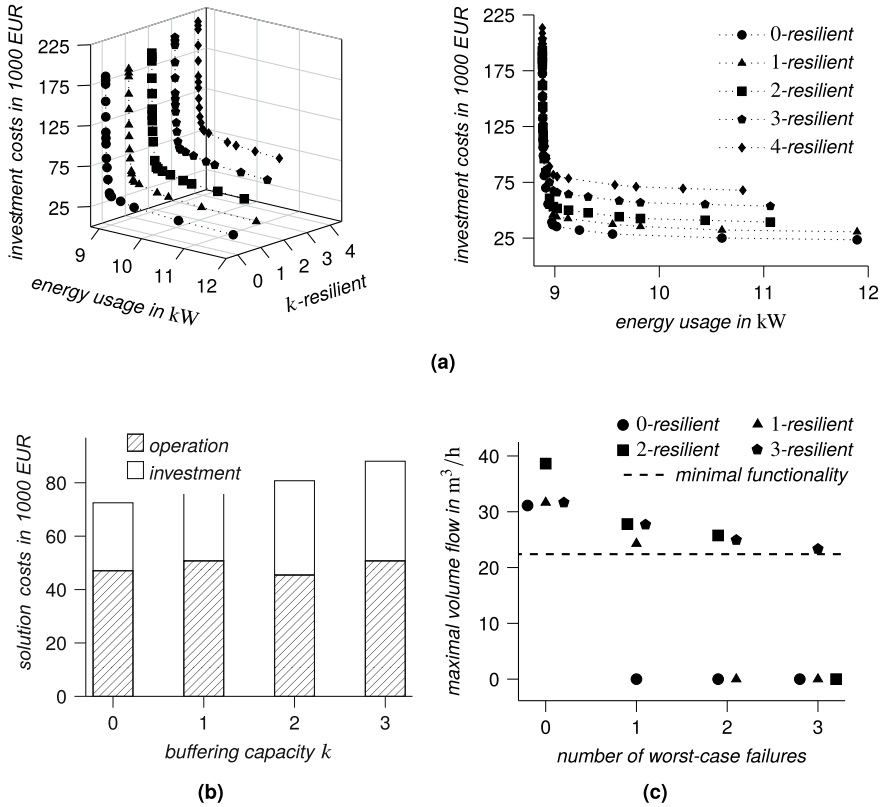 investment costs in 1000 EUR
225
175
125
75
25
9
10
11
12
energy usage in kW
0
1
2
3
4
k-resilient
investment costs in 1000 EUR
225
175
125
75
25
9
10
11
12
energy usage in kW
0-resilient
1-resilient
2-resilient
3-resilient
4-resilient
(a)
solution costs in 1000 EUR
80
60
40
20
0
operation
investment
0
1
2
3
buffering capacity k
(b)
maximal volume flow in m³/h
0-resilient
1-resilient
2-resilient
3-resilient
minimal functionality
40
30
20
10
0
0
1
2
3
number of worst-case failures
(c)